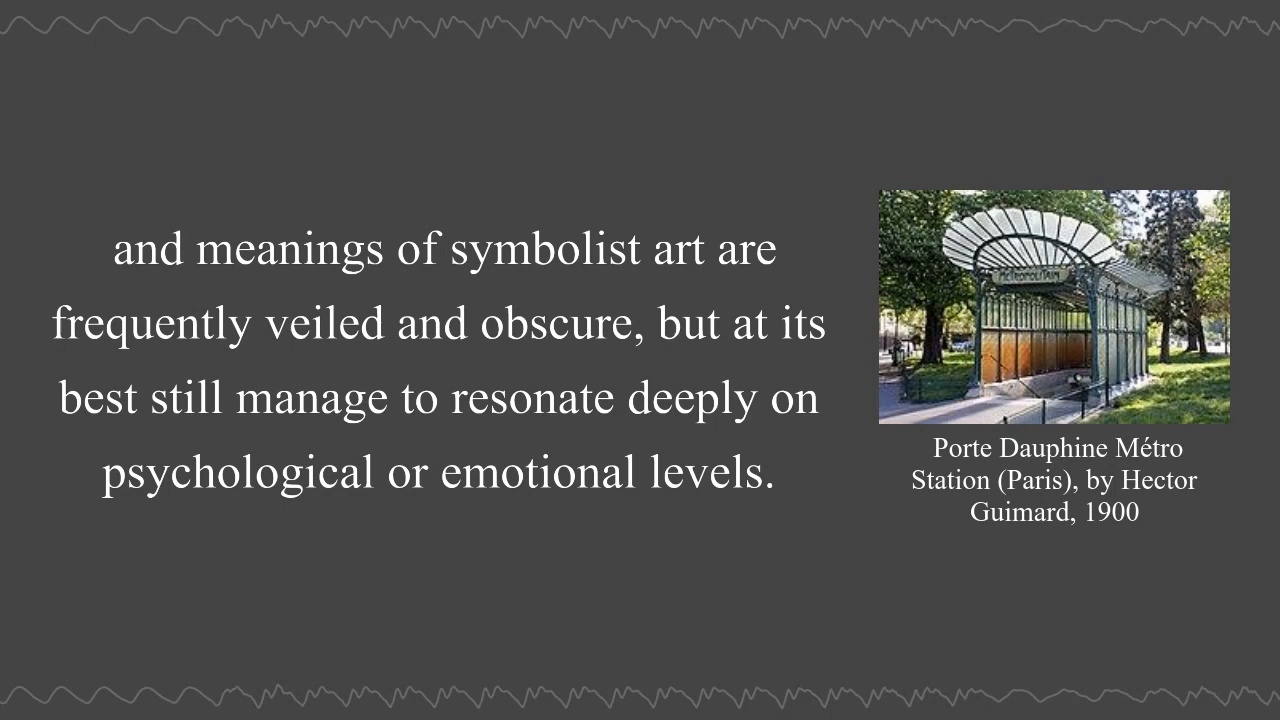 and meanings of symbolist art are
frequently veiled and obscure, but at its
best still manage to resonate deeply on
psychological or emotional levels.
METROPOLITAIN
Porte Dauphine Métro
Station (Paris), by Hector
Guimard, 1900